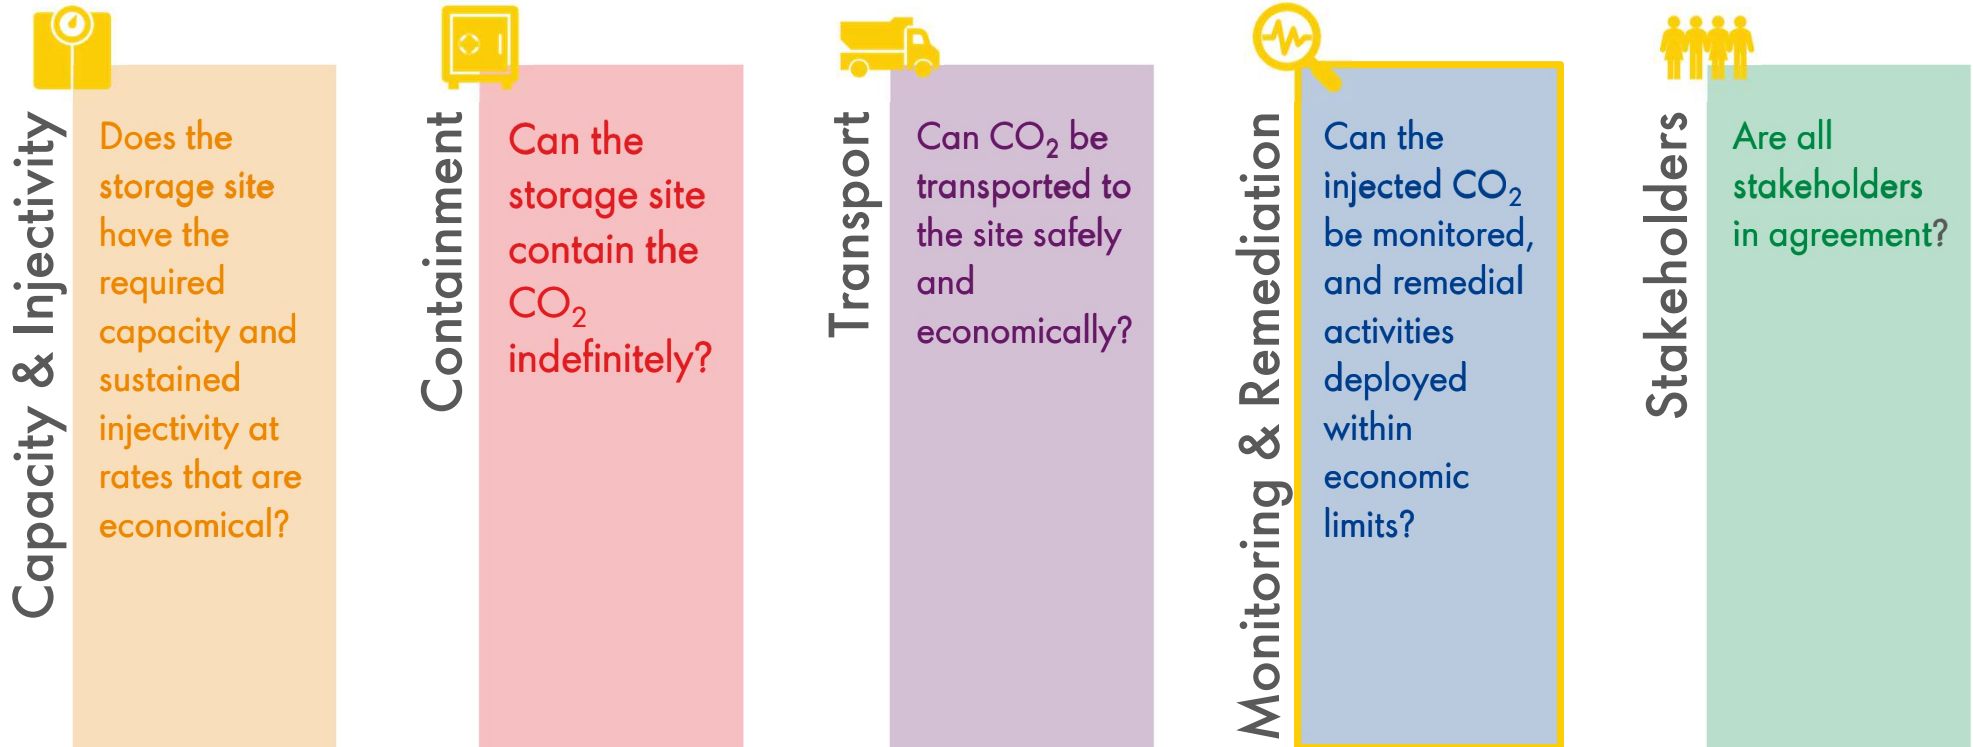 Capacity & Injectivity
Does the
storage site
have the
required
capacity and
sustained
injectivity at
rates that are
economical?
Containment
Can the
storage site
contain the
CO₂
indefinitely?
Transport
Can CO₂ be
transported to
the site safely
and
economically?
Monitoring & Remediation
Can the
injected CO₂
be monitored,
and remedial
activities
deployed
within
economic
limits?
Stakeholders
Are all
stakeholders
in agreement?